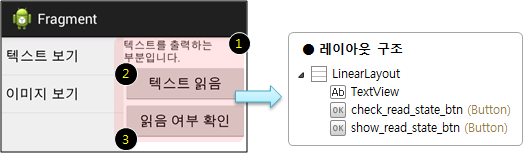 Fragment
텍스트 보기
이미지 보기
텍스트를 출력하는
부분입니다.
1
2
텍스트 읽음
읽음 여부 확인
3
● 레이아웃 구조
LinearLayout
Ab TextView
OK check_read_state_btn (Button)
OK show_read_state_btn (Button)